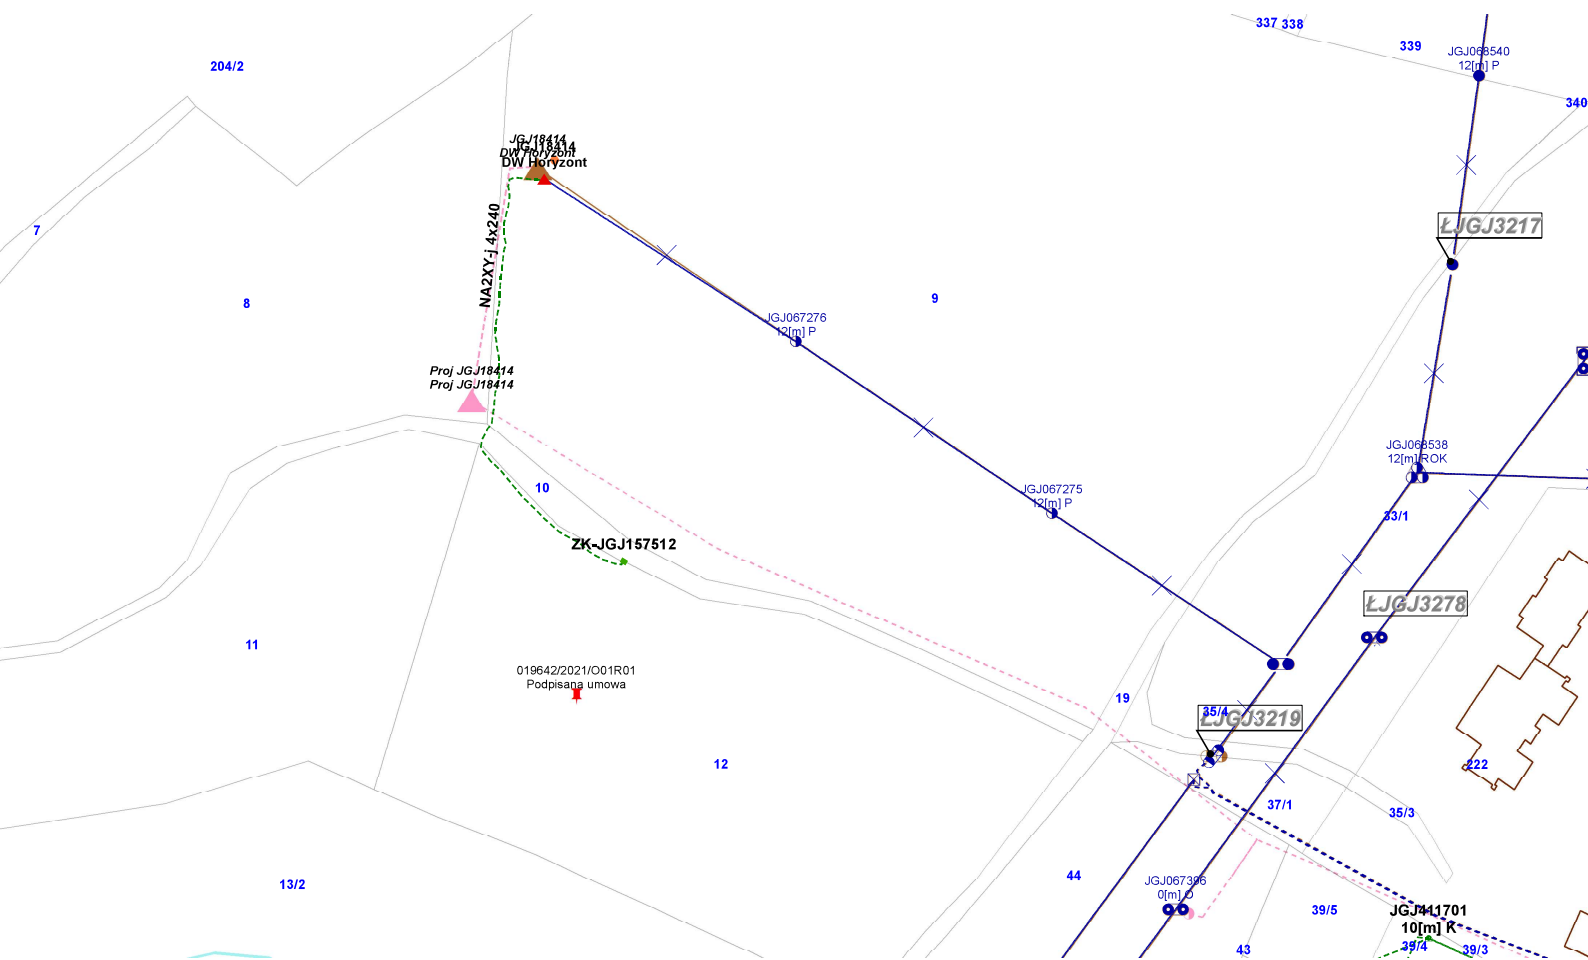 337 338
339
204/2
JGJ068540
12[m] P
340
JGJ18414
DW Horyzont
JGJ18414
DW Horyzont
7
ŁJGJ3217
NA2XY-j 4x240
8
9
JGJ067276
12[m] P
Proj JGJ18414
Proj JGJ18414
JGJ068538
12[m] ROK
10
JGJ067275
12[m] P
33/1
ZK-JGJ157512
ŁJGJ3278
11
019642/2021/O01R01
Podpisana umowa
19
35/4
ŁJGJ3219
12
222
37/1
35/3
44
JGJ067396
0[m] O
13/2
39/5
JGJ411701
10[m] K
43
39/4
39/3